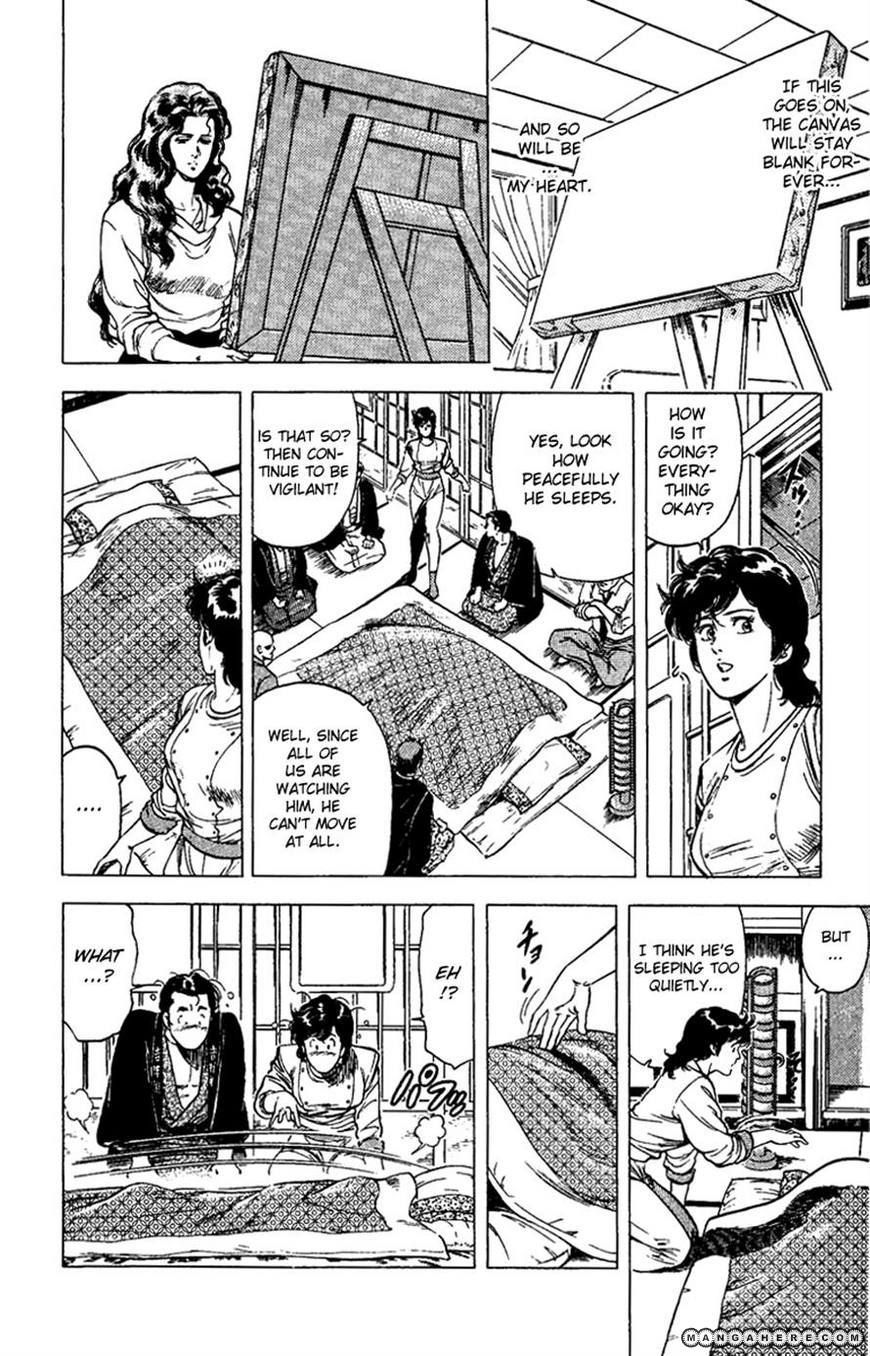 IF THIS
GOES ON,
THE CANVAS
WILL STAY
BLANK FOR-
EVER...
AND SO
WILL BE
...
MY HEART.
HOW
IS IT
GOING?
EVERY-
THING
OKAY?
YES, LOOK
HOW
PEACEFULLY
HE SLEEPS.
IS THAT SO?
THEN CON-
TINUE TO BE
VIGILANT!
WELL, SINCE
ALL OF
US ARE
WATCHING
HIM, HE
CAN'T MOVE
AT ALL.
....
BUT
...
I THINK HE'S
SLEEPING TOO
QUIETLY...
チョン
EH
!?
WHAT
...?
MANGAHERE.COM